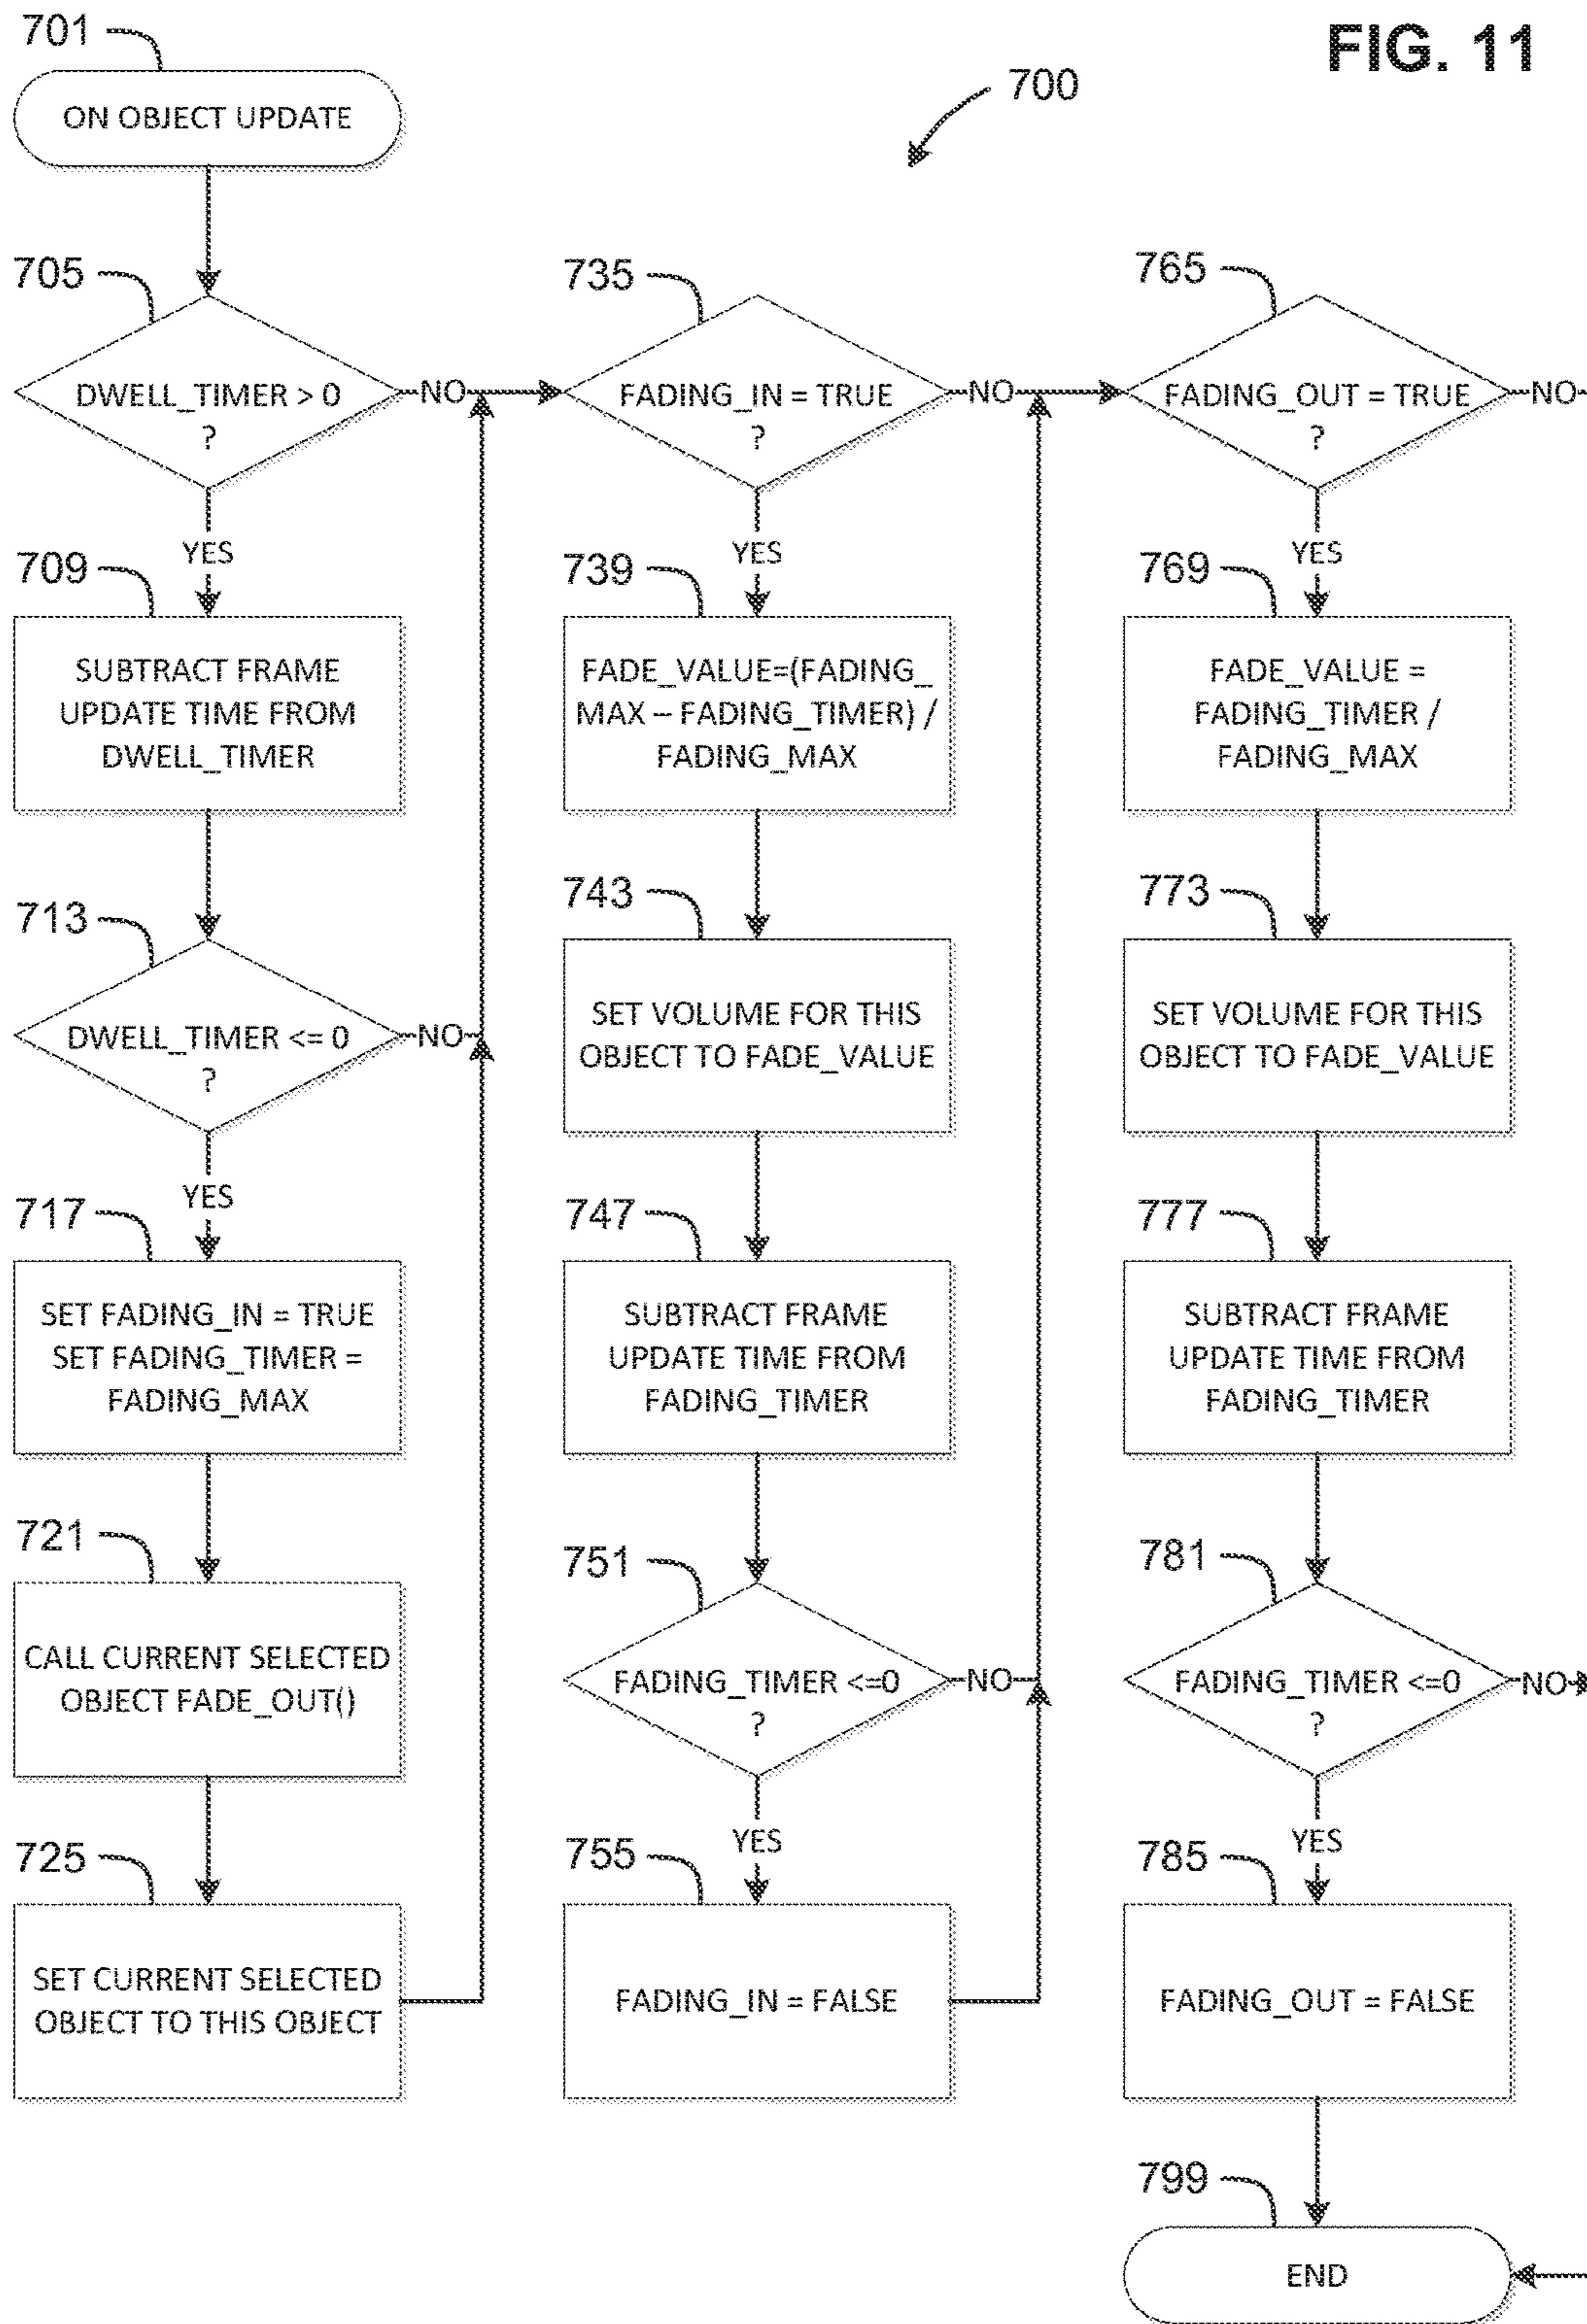 FIG. 11
700
701
ON OBJECT UPDATE
705
DWELL_TIMER > 0
?
NO
YES
709
SUBTRACT FRAME
UPDATE TIME FROM
DWELL_TIMER
713
DWELL_TIMER <= 0
?
NO
YES
717
SET FADING_IN = TRUE
SET FADING_TIMER =
FADING_MAX
721
CALL CURRENT SELECTED
OBJECT FADE_OUT()
725
SET CURRENT SELECTED
OBJECT TO THIS OBJECT
735
FADING_IN = TRUE
?
NO
YES
739
FADE_VALUE=(FADING_
MAX – FADING_TIMER) /
FADING_MAX
743
SET VOLUME FOR THIS
OBJECT TO FADE_VALUE
747
SUBTRACT FRAME
UPDATE TIME FROM
FADING_TIMER
751
FADING_TIMER <=0
?
NO
YES
755
FADING_IN = FALSE
765
FADING_OUT = TRUE
?
NO
YES
769
FADE_VALUE =
FADING_TIMER /
FADING_MAX
773
SET VOLUME FOR THIS
OBJECT TO FADE_VALUE
777
SUBTRACT FRAME
UPDATE TIME FROM
FADING_TIMER
781
FADING_TIMER <=0
?
NO
YES
785
FADING_OUT = FALSE
799
END